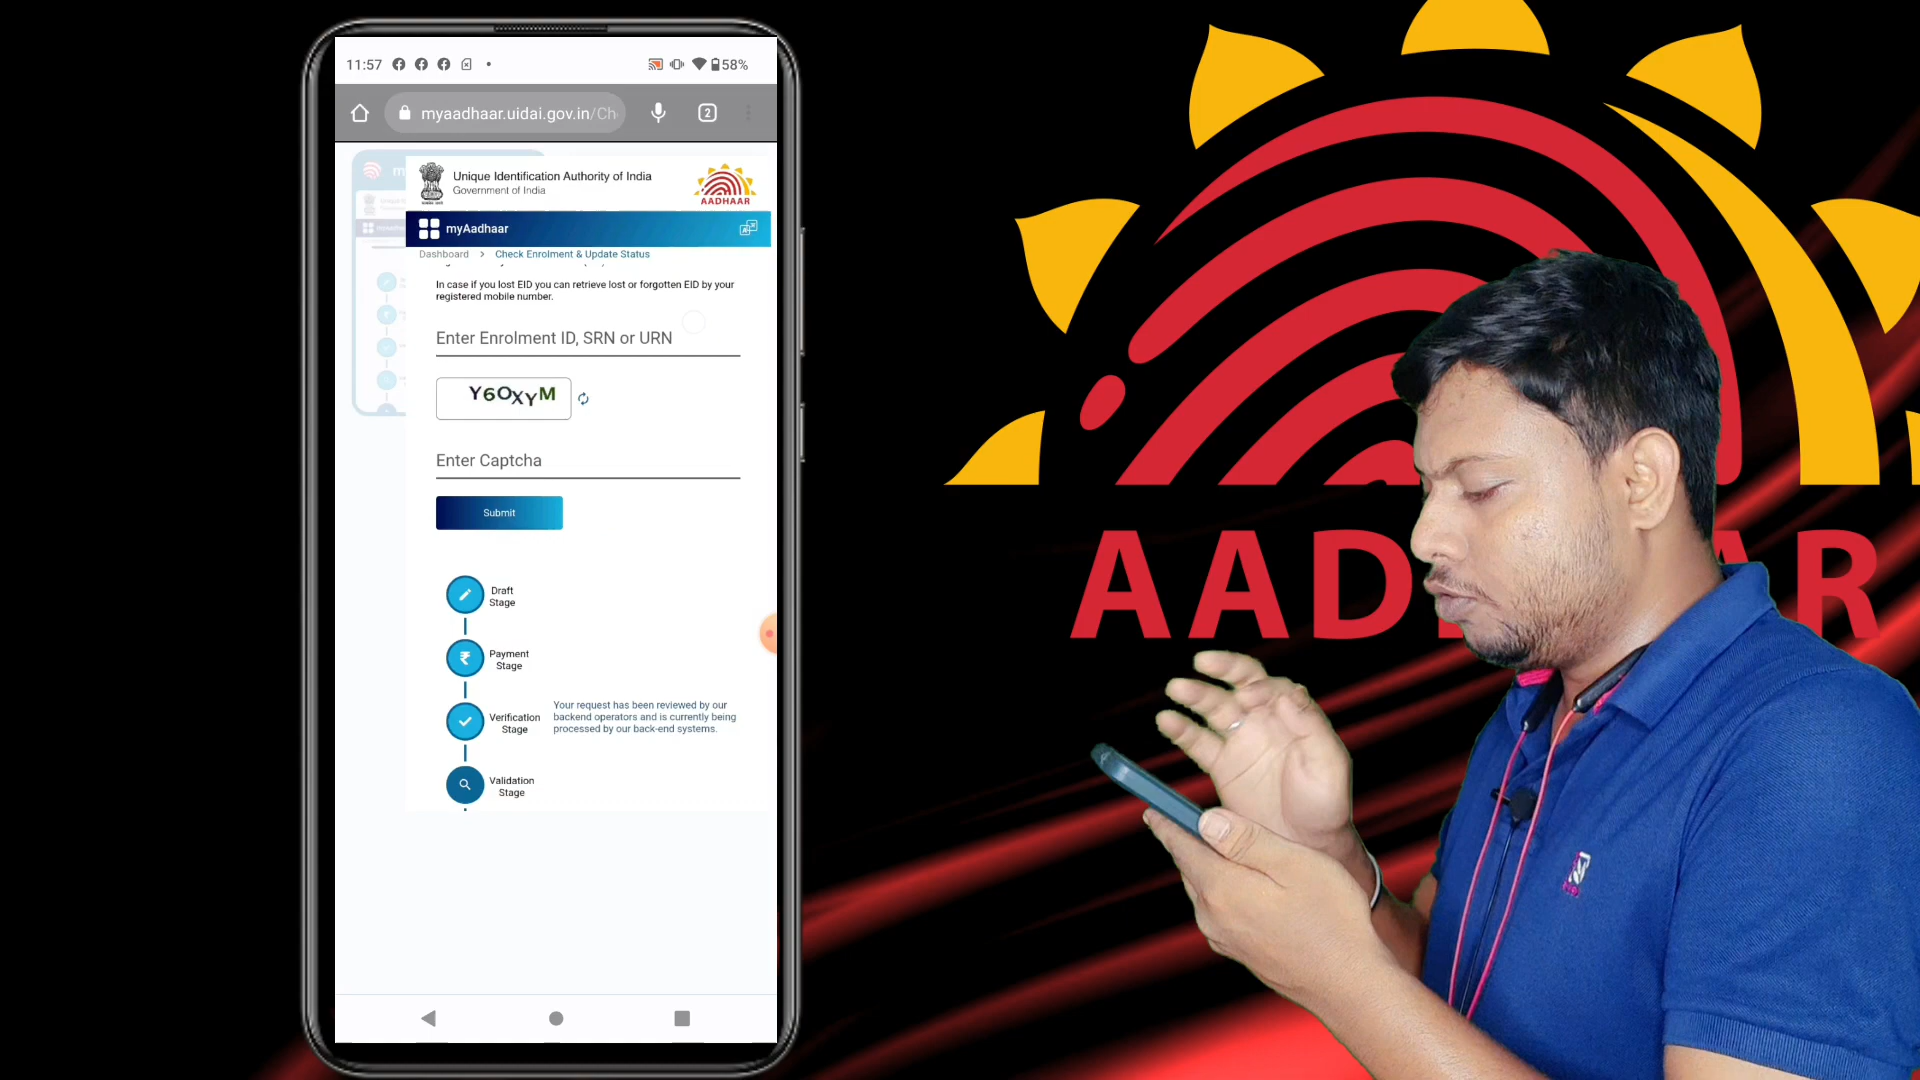 11:57
58%
myaadhaar.uidai.gov.in/Ch
2
Unique Identification Authority of India
Government of India
AADHAAR
myAadhaar
Dashboard > Check Enrolment & Update Status
In case if you lost EID you can retrieve lost or forgotten EID by your
registered mobile number.
Enter Enrolment ID, SRN or URN
Y6OXYM
Enter Captcha
Submit
Draft
Stage
Payment
Stage
Verification
Stage
Your request has been reviewed by our
backend operators and is currently being
processed by our back-end systems.
Validation
Stage